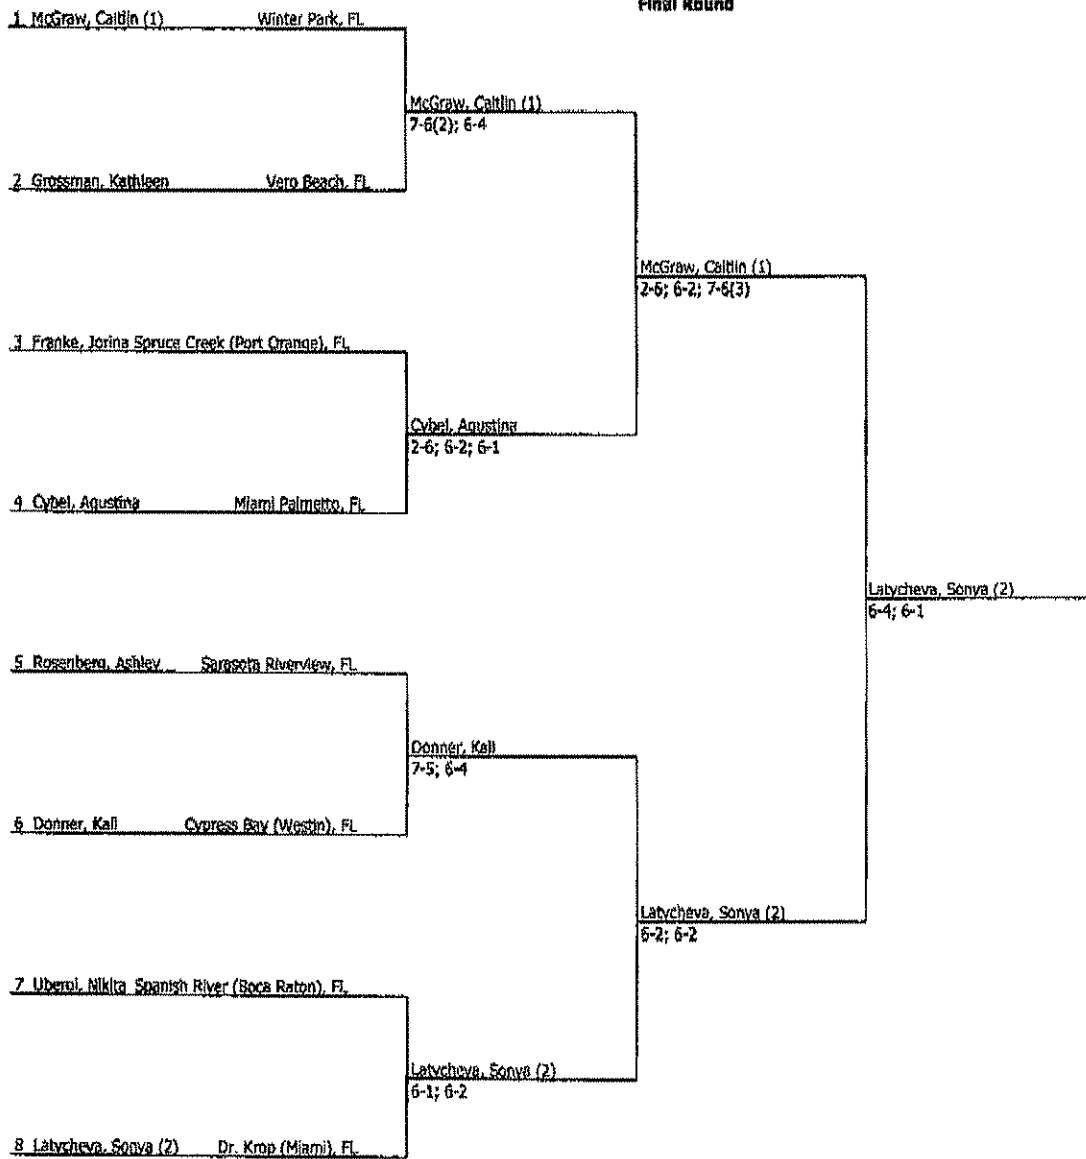 Final Round
1 McGraw, Caitlin (1) Winter Park, FL
McGraw, Caitlin (1)
7-6(2); 6-4
2 Grossman, Kathleen Vero Beach, FL
McGraw, Caitlin (1)
2-6; 6-2; 7-6(3)
3 Franke, Jorina Spruce Creek (Port Orange), FL
Cybel, Agustina
2-6; 6-2; 6-1
4 Cybel, Agustina Miami Palmetto, FL
Latycheva, Sonya (2)
6-4; 6-1
5 Rosenberg, Ashley Sarasota Riverview, FL
Donner, Kali
7-5; 6-4
6 Donner, Kali Cypress Bay (Westin), FL
Latycheva, Sonya (2)
6-2; 6-2
7 Uberoi, Nikita Spanish River (Boca Raton), FL
Latycheva, Sonya (2)
6-1; 6-2
8 Latycheva, Sonya (2) Dr. Krop (Miami), FL